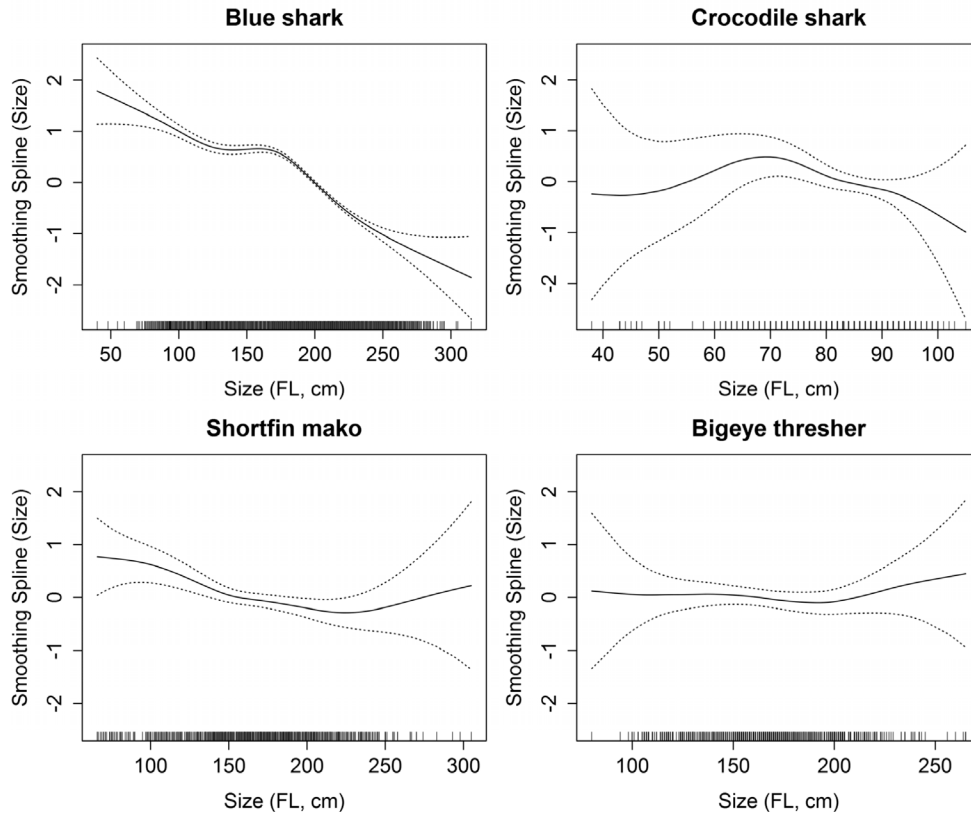 Blue shark
Smoothing Spline (Size)
2
1
0
-1
-2
50 100 150 200 250 300
Size (FL, cm)
Crocodile shark
Smoothing Spline (Size)
2
1
0
-1
-2
40 50 60 70 80 90 100
Size (FL, cm)
Shortfin mako
Smoothing Spline (Size)
2
1
0
-1
-2
100 150 200 250 300
Size (FL, cm)
Bigeye thresher
Smoothing Spline (Size)
2
1
0
-1
-2
100 150 200 250
Size (FL, cm)